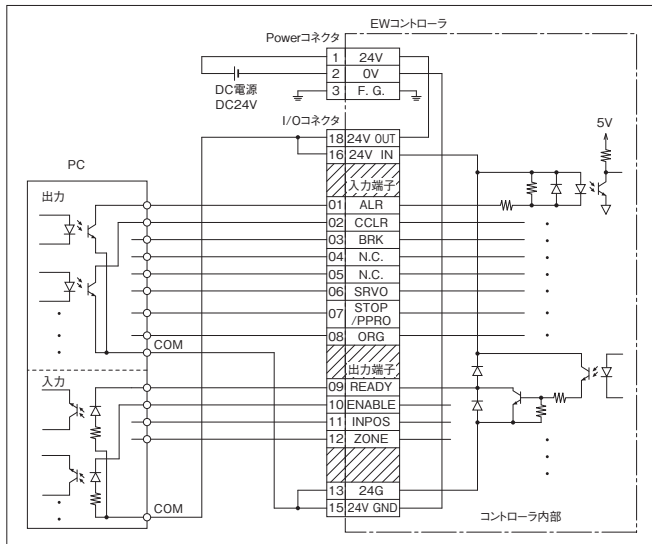 EWコントローラ
Powerコネクタ
1 24V
2 0V
3 F. G.
DC電源
DC24V
I/Oコネクタ
18 24V OUT
16 24V IN
5V
PC
入力端子
出力
01 ALR
02 CCLR
03 BRK
04 N.C.
05 N.C.
06 SRVO
07 STOP
/PPRO
08 ORG
COM
出力端子
入力
09 READY
10 ENABLE
11 INPOS
12 ZONE
13 24G
COM
15 24V GND
コントローラ内部